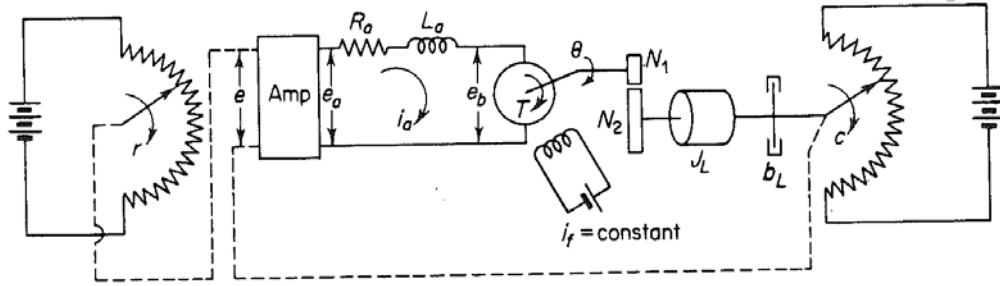 R_a
L_a
θ
N_1
Amp
e
e_a
e_b
T
i_a
r
N_2
J_L
b_L
c
i_f = constant